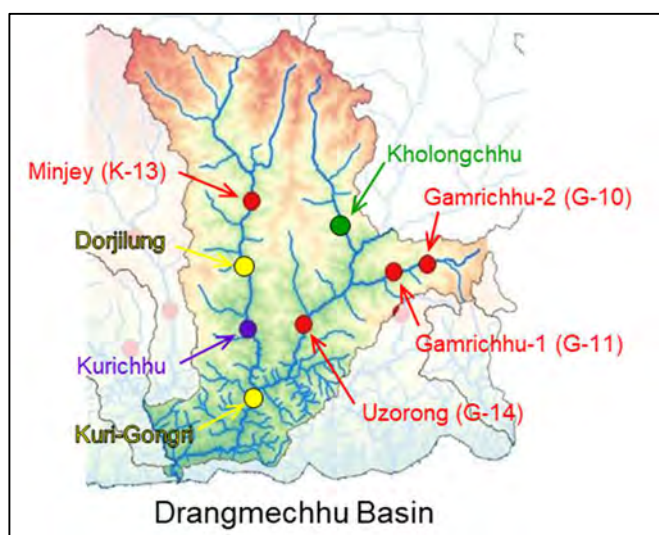 Minjey (K-13)
Kholongchhu
Gamrichhu-2 (G-10)
Dorjilung
Kurichhu
Gamrichhu-1 (G-11)
Kuri-Gongri
Uzorong (G-14)
Drangmechhu Basin